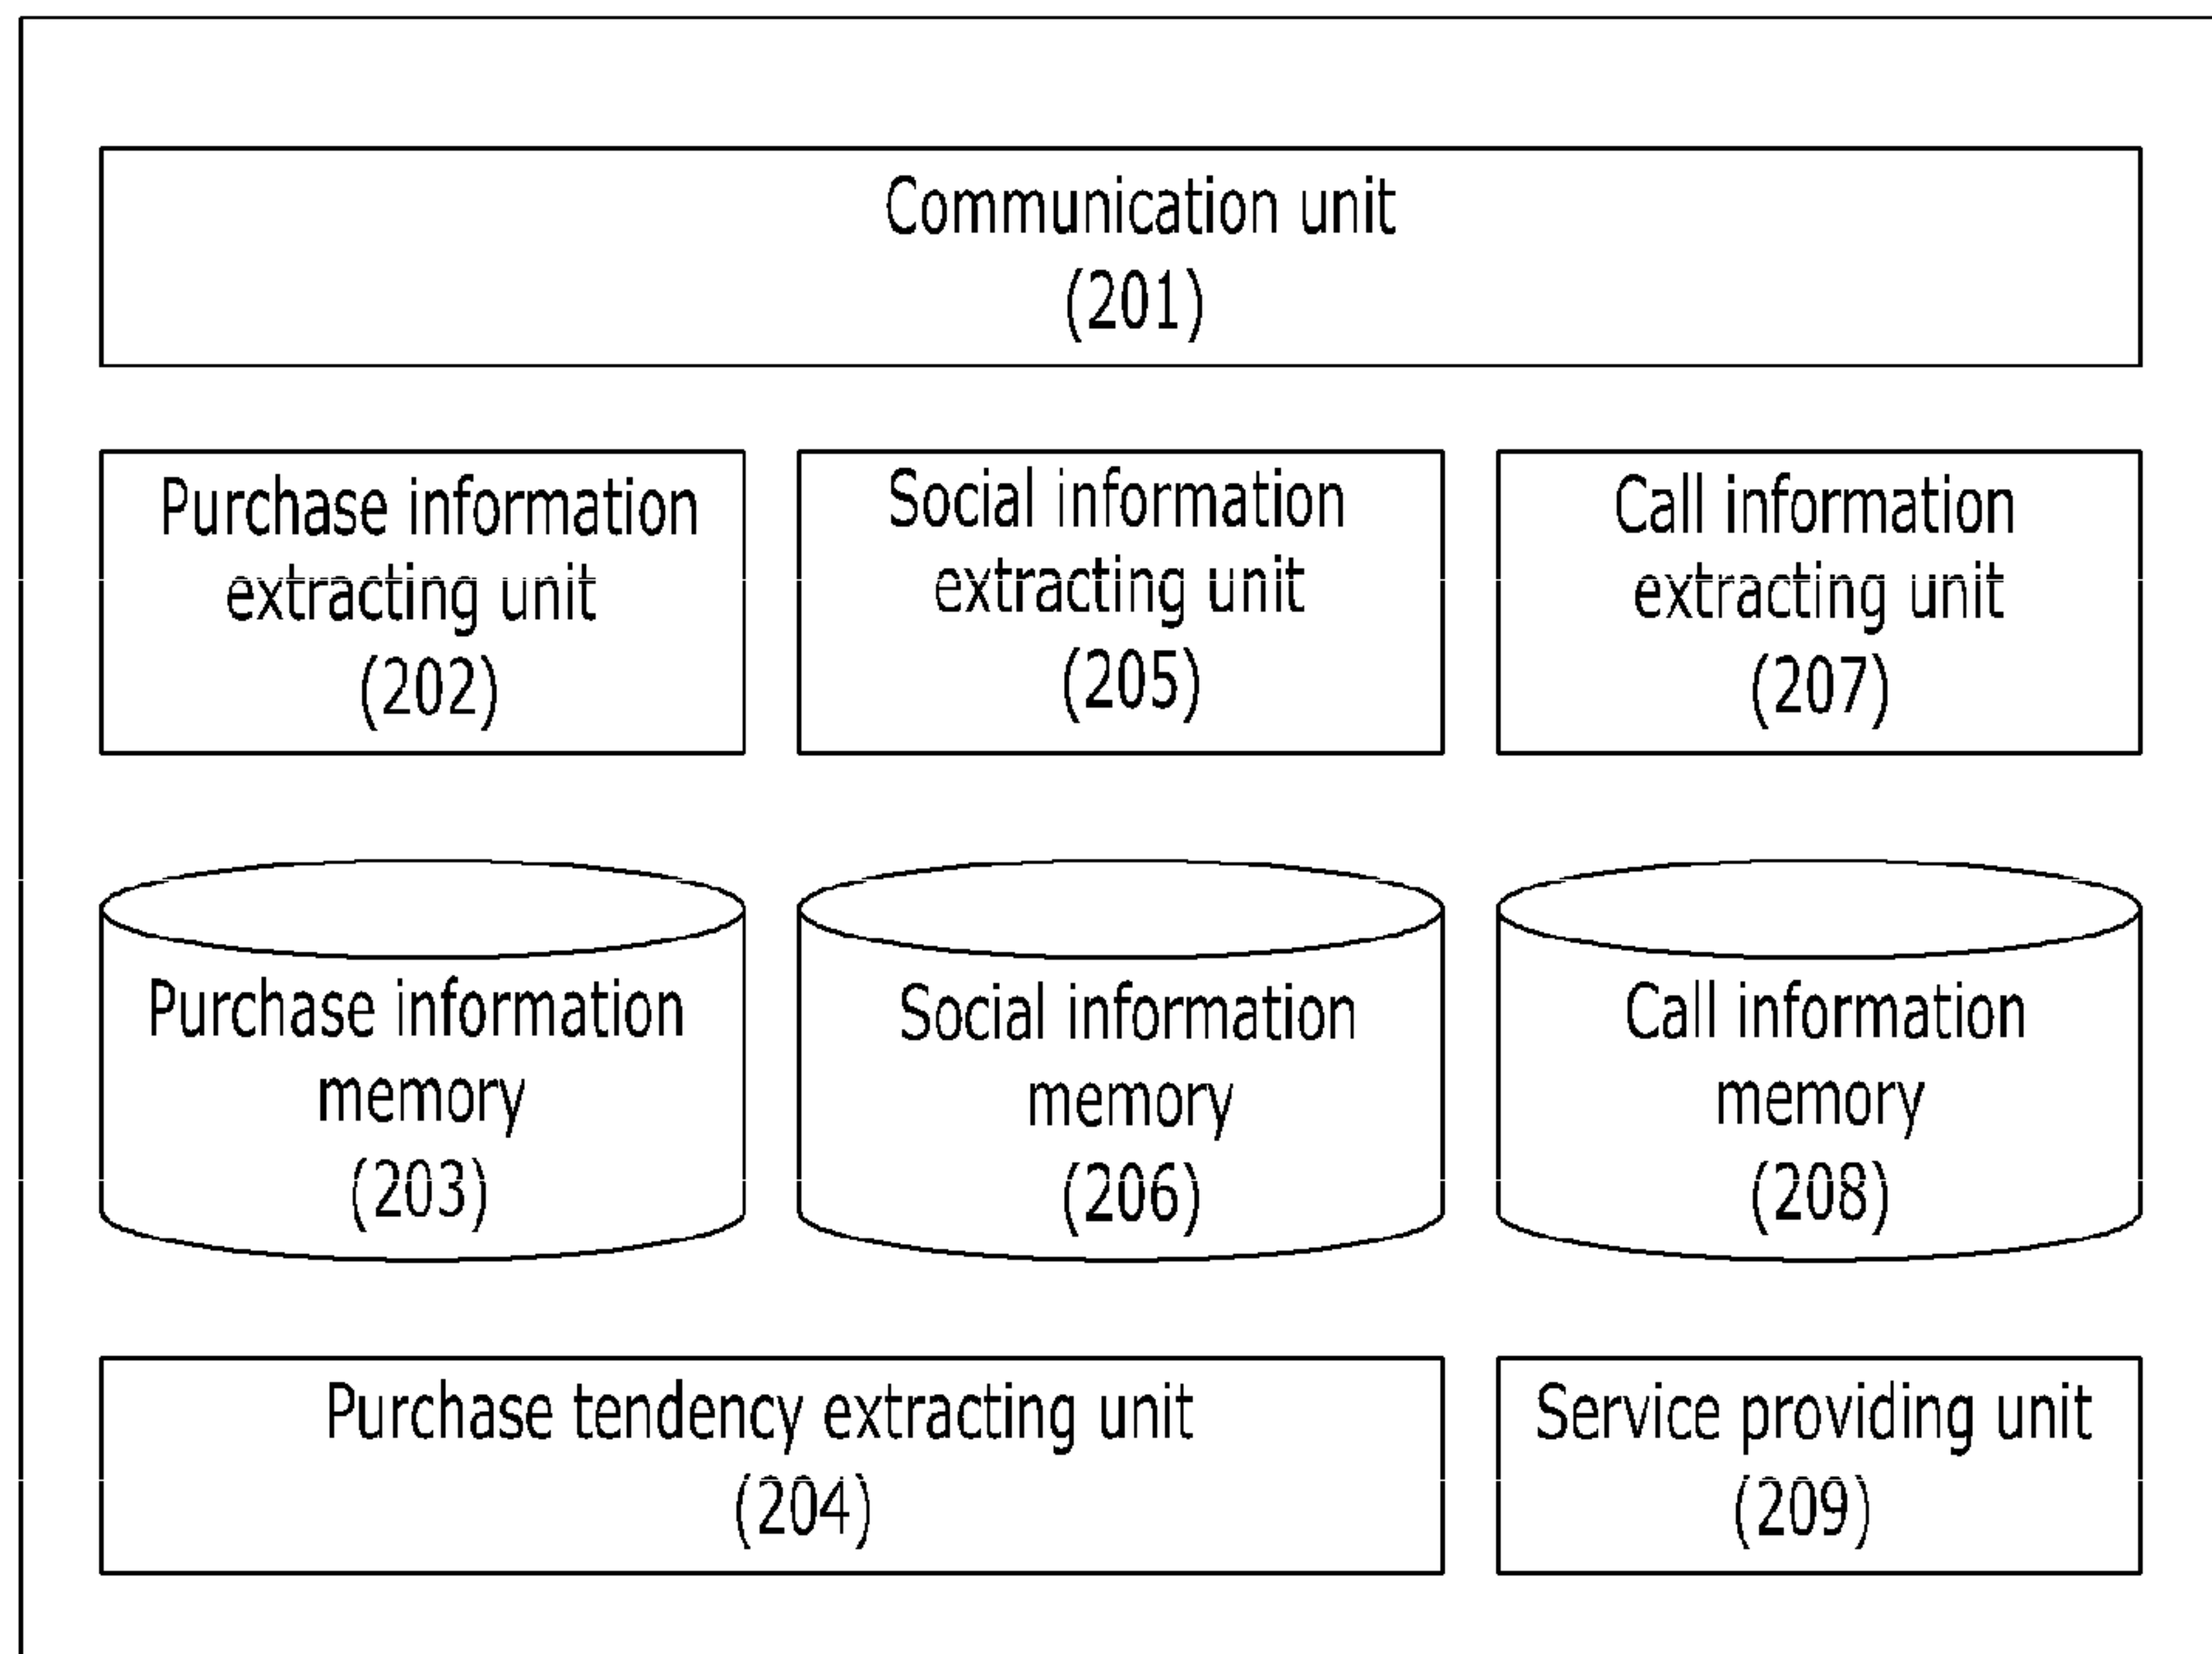 Communication unit
(201)
Purchase information
extracting unit
(202)
Social information
extracting unit
(205)
Call information
extracting unit
(207)
Purchase information
memory
(203)
Social information
memory
(206)
Call information
memory
(208)
Purchase tendency extracting unit
(204)
Service providing unit
(209)